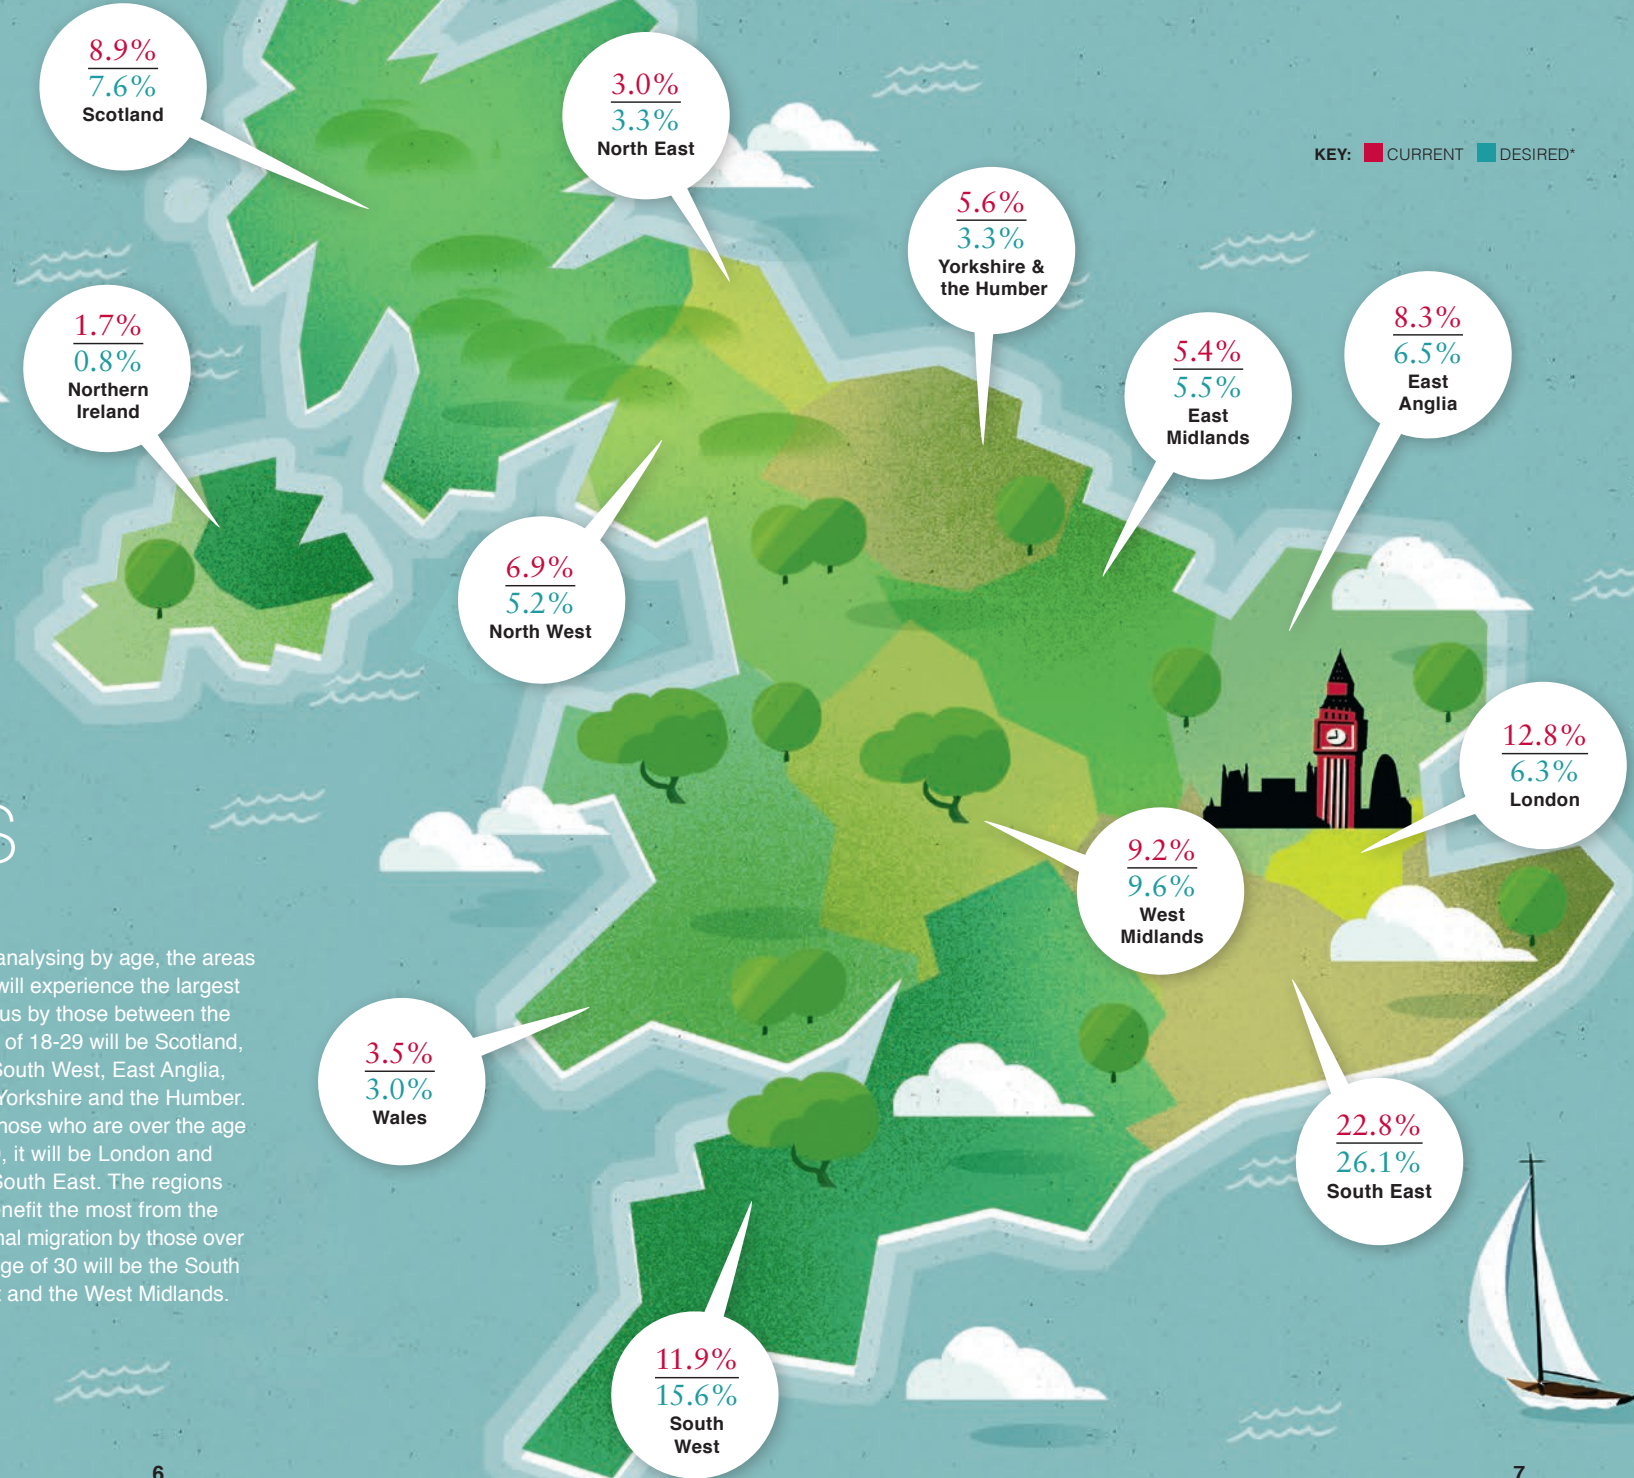 8.9%
7.6%
Scotland
3.0%
3.3%
North East
KEY: CURRENT DESIRED*
5.6%
3.3%
Yorkshire &
the Humber
1.7%
0.8%
Northern
Ireland
5.4%
5.5%
East
Midlands
8.3%
6.5%
East
Anglia
6.9%
5.2%
North West
12.8%
6.3%
London
9.2%
9.6%
West
Midlands
S
analysing by age, the areas
will experience the largest
us by those between the
of 18-29 will be Scotland,
South West, East Anglia,
Yorkshire and the Humber.
hose who are over the age
, it will be London and
South East. The regions
nefit the most from the
nal migration by those over
ge of 30 will be the South
t and the West Midlands.
3.5%
3.0%
Wales
22.8%
26.1%
South East
11.9%
15.6%
South
West
6
7